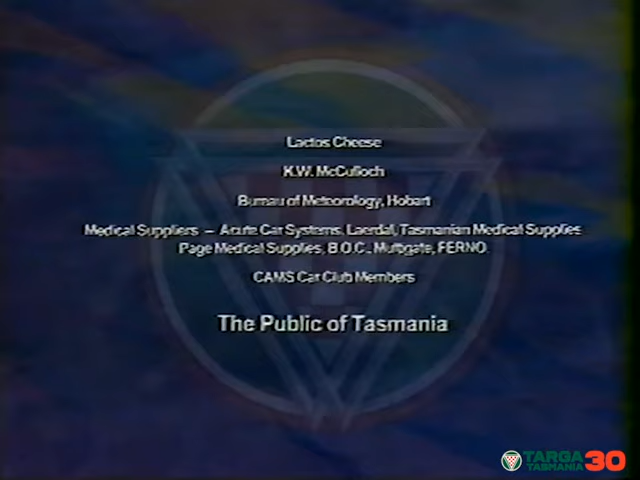 Lactos Cheese
K.W. McCulloch
Bureau of Meteorology, Hobart
Medical Suppliers – Acute Car Systems, Laerdal, Tasmanian Medical Supplies
Page Medical Supplies, B.O.C., Multigate, FERNO.
CAMS Car Club Members
The Public of Tasmania
TARGA
TASMANIA
30